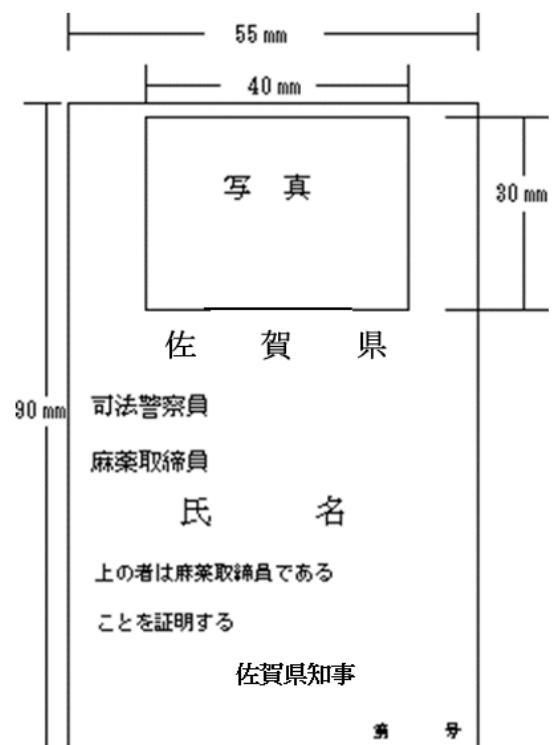 55 mm
40 mm
写 真
30 mm
佐 賀 県
90 mm
司法警察員
麻薬取締員
氏 名
上の者は麻薬取締員である
ことを証明する
佐賀県知事
第 号